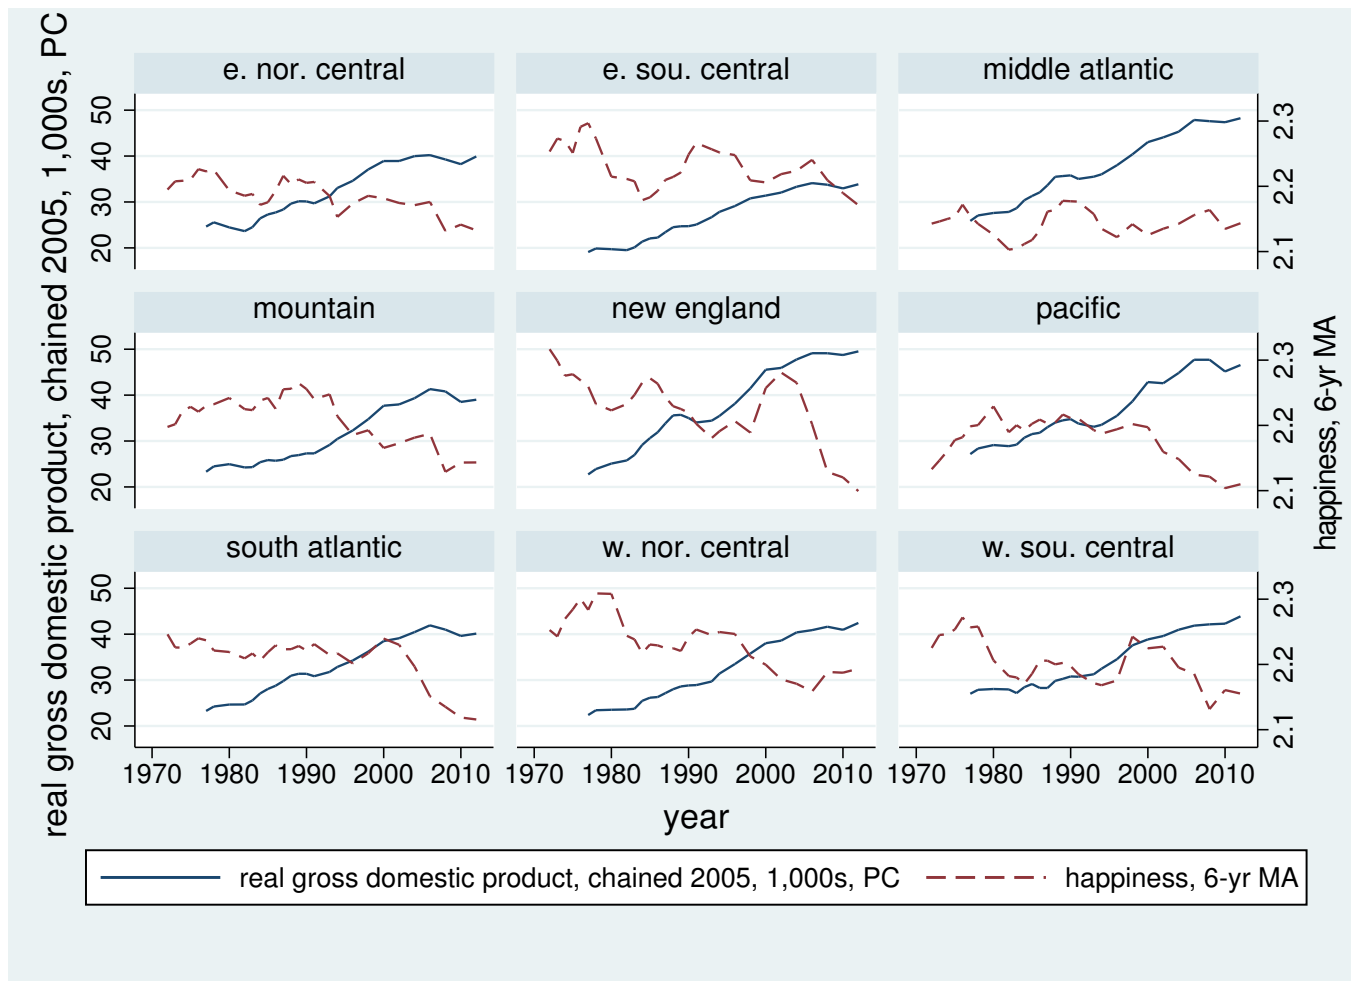 real gross domestic product, chained 2005, 1,000s, PC
e. nor. central
e. sou. central
middle atlantic
50
40
30
20
2.3
2.2
2.1
mountain
new england
pacific
50
40
30
20
2.3
2.2
2.1
happiness, 6-yr MA
south atlantic
w. nor. central
w. sou. central
50
40
30
20
2.3
2.2
2.1
1970 1980 1990 2000 2010
1970 1980 1990 2000 2010
1970 1980 1990 2000 2010
year
real gross domestic product, chained 2005, 1,000s, PC
happiness, 6-yr MA